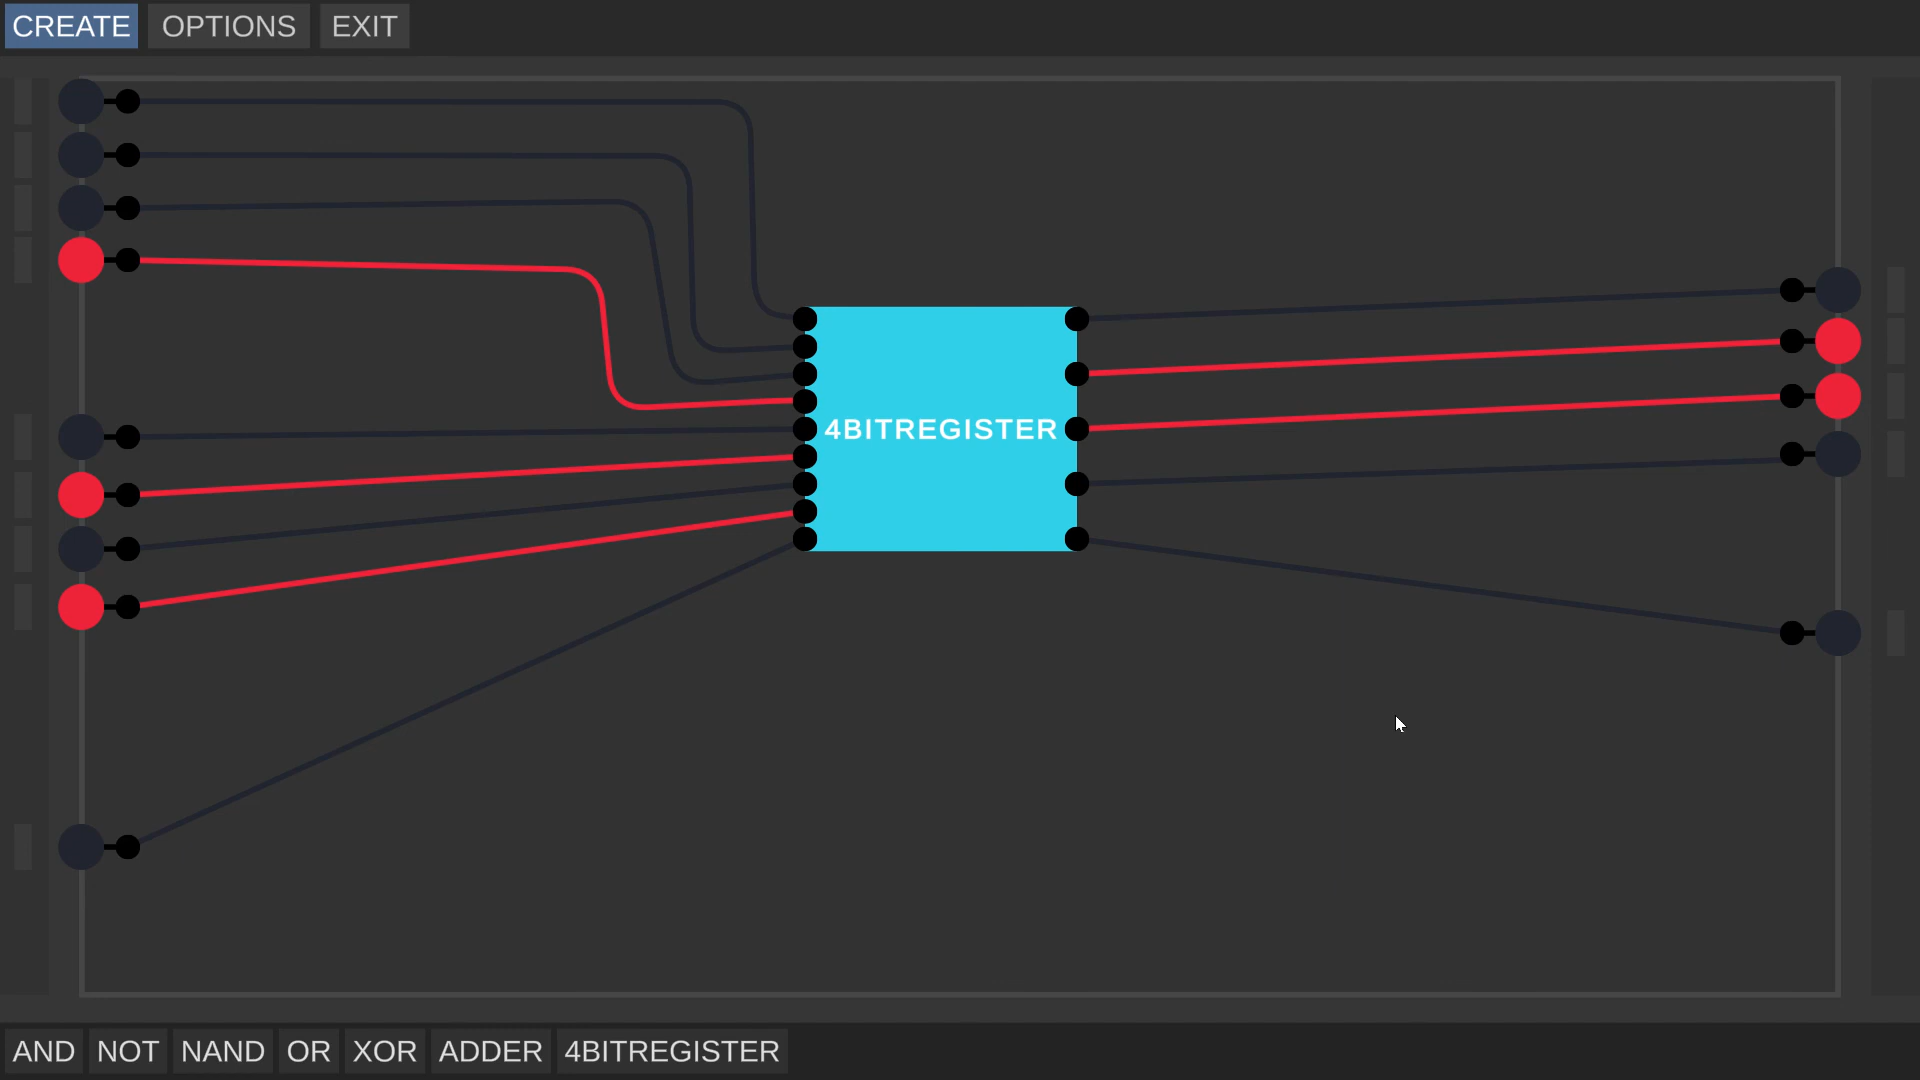 CREATE OPTIONS EXIT
4BITREGISTER
AND NOT NAND OR XOR ADDER 4BITREGISTER